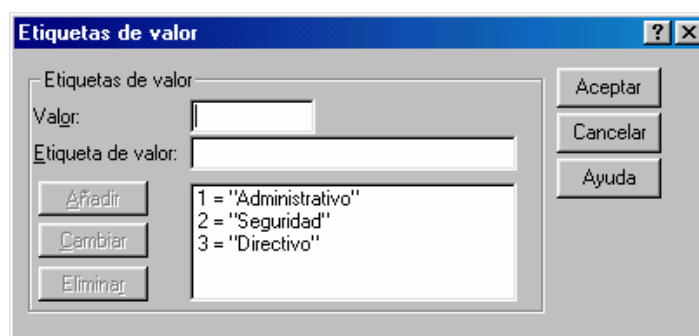 Etiquetas de valor
Etiquetas de valor
Valor:
Etiqueta de valor:
Añadir
Cambiar
Eliminar
1 = "Administrativo"
2 = "Seguridad"
3 = "Directivo"
Aceptar
Cancelar
Ayuda